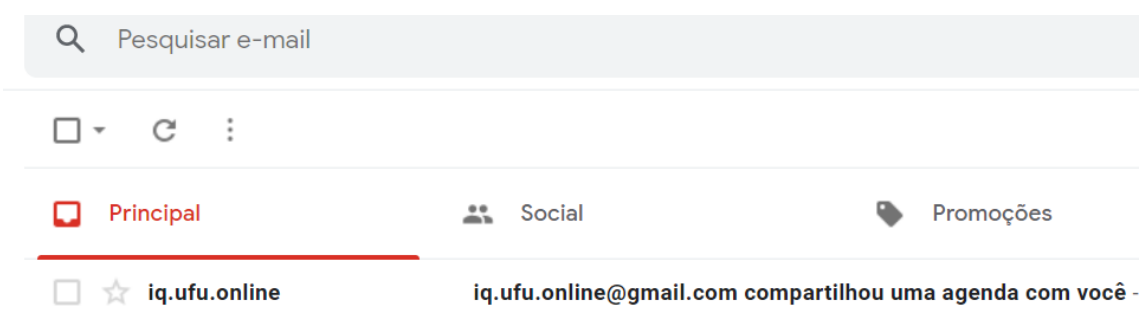 Pesquisar e-mail
Principal Social Promoções
iq.ufu.online iq.ufu.online@gmail.com compartilhou uma agenda com você -